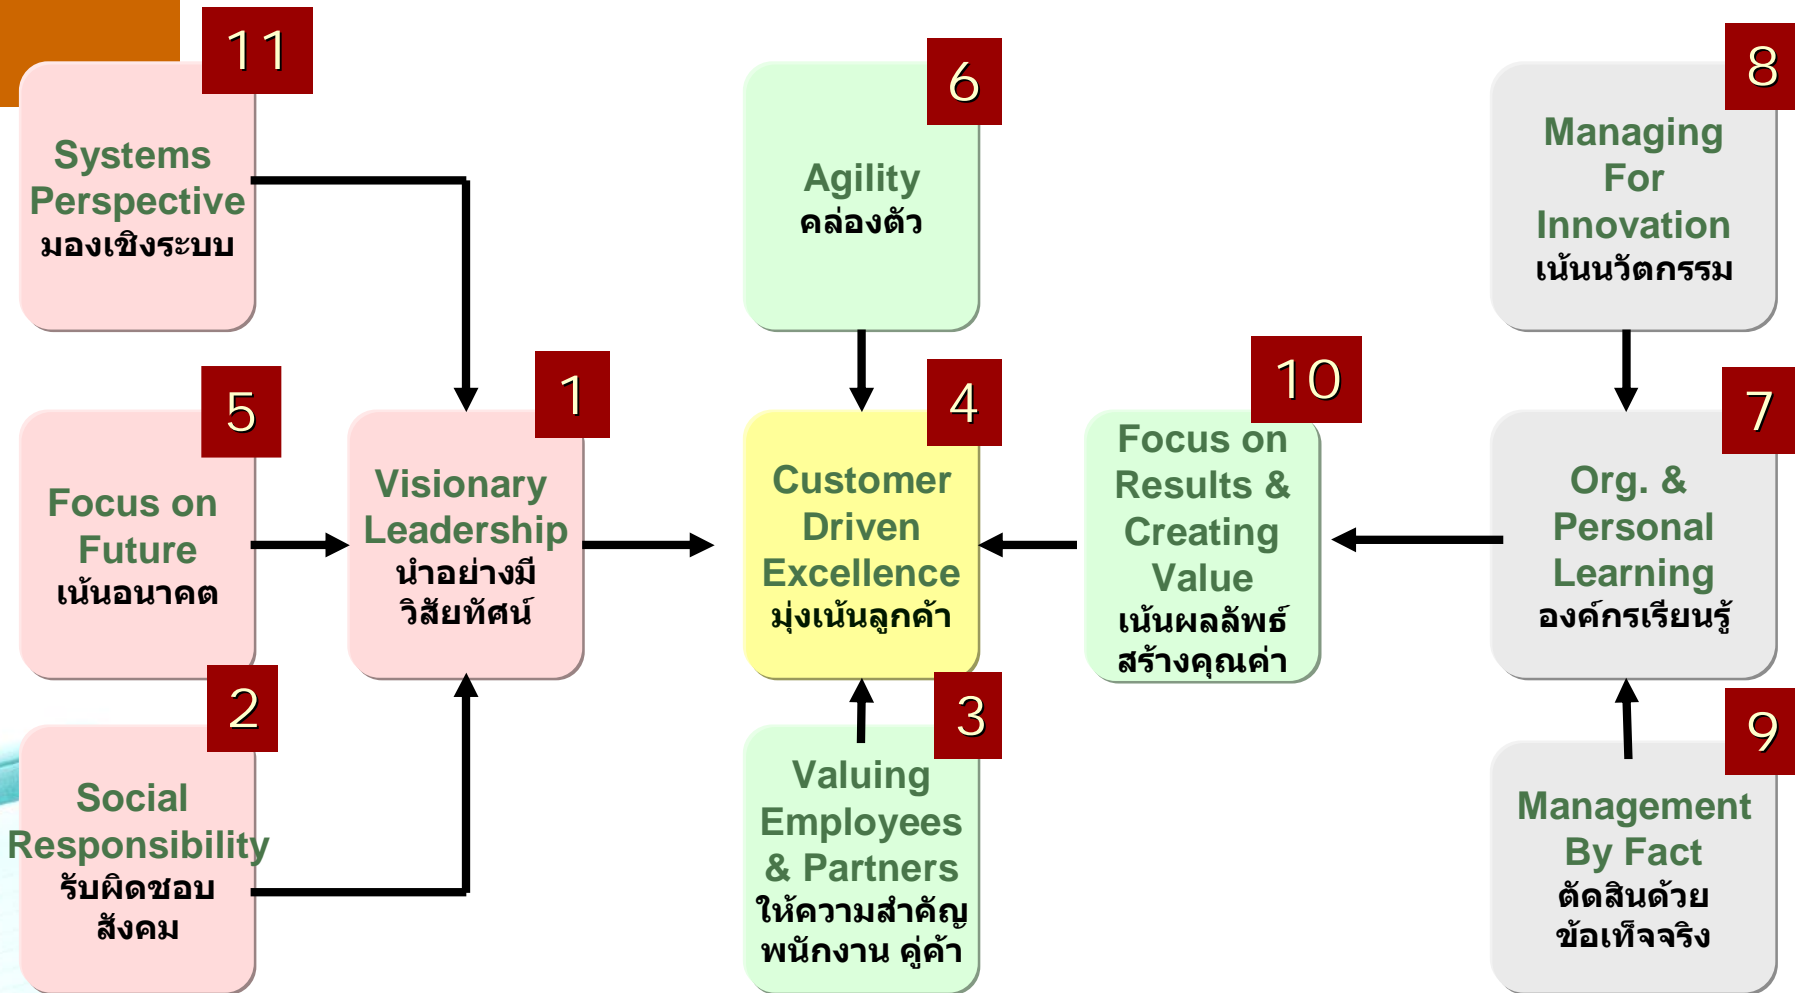 11
Systems
Perspective
มองเชิงระบบ
6
Agility
คล่องตัว
8
Managing
For
Innovation
เน้นนวัตกรรม
5
Focus on
Future
เน้นอนาคต
1
Visionary
Leadership
นำอย่างมี
วิสัยทัศน์
4
Customer
Driven
Excellence
มุ่งเน้นลูกค้า
10
Focus on
Results &
Creating
Value
เน้นผลลัพธ์
สร้างคุณค่า
7
Org. &
Personal
Learning
องค์กรเรียนรู้
2
Social
Responsibility
รับผิดชอบ
สังคม
3
Valuing
Employees
& Partners
ให้ความสำคัญ
พนักงาน คู่ค้า
9
Management
By Fact
ตัดสินด้วย
ข้อเท็จจริง